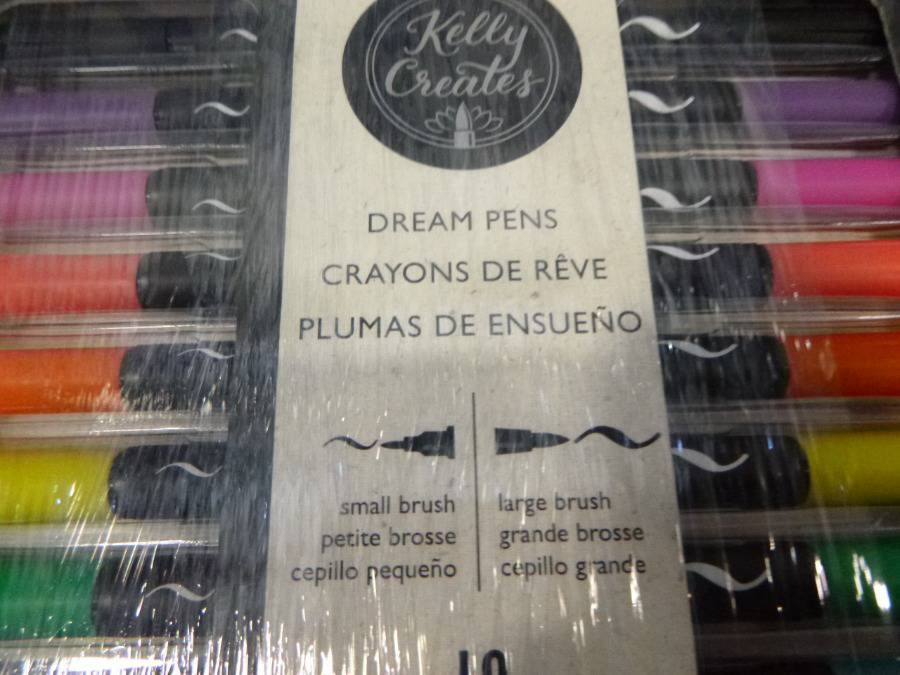 Kelly
Creates
DREAM PENS
CRAYONS DE RÊVE
PLUMAS DE ENSUEÑO
small brush
petite brosse
cepillo pequeño
large brush
grande brosse
cepillo grande